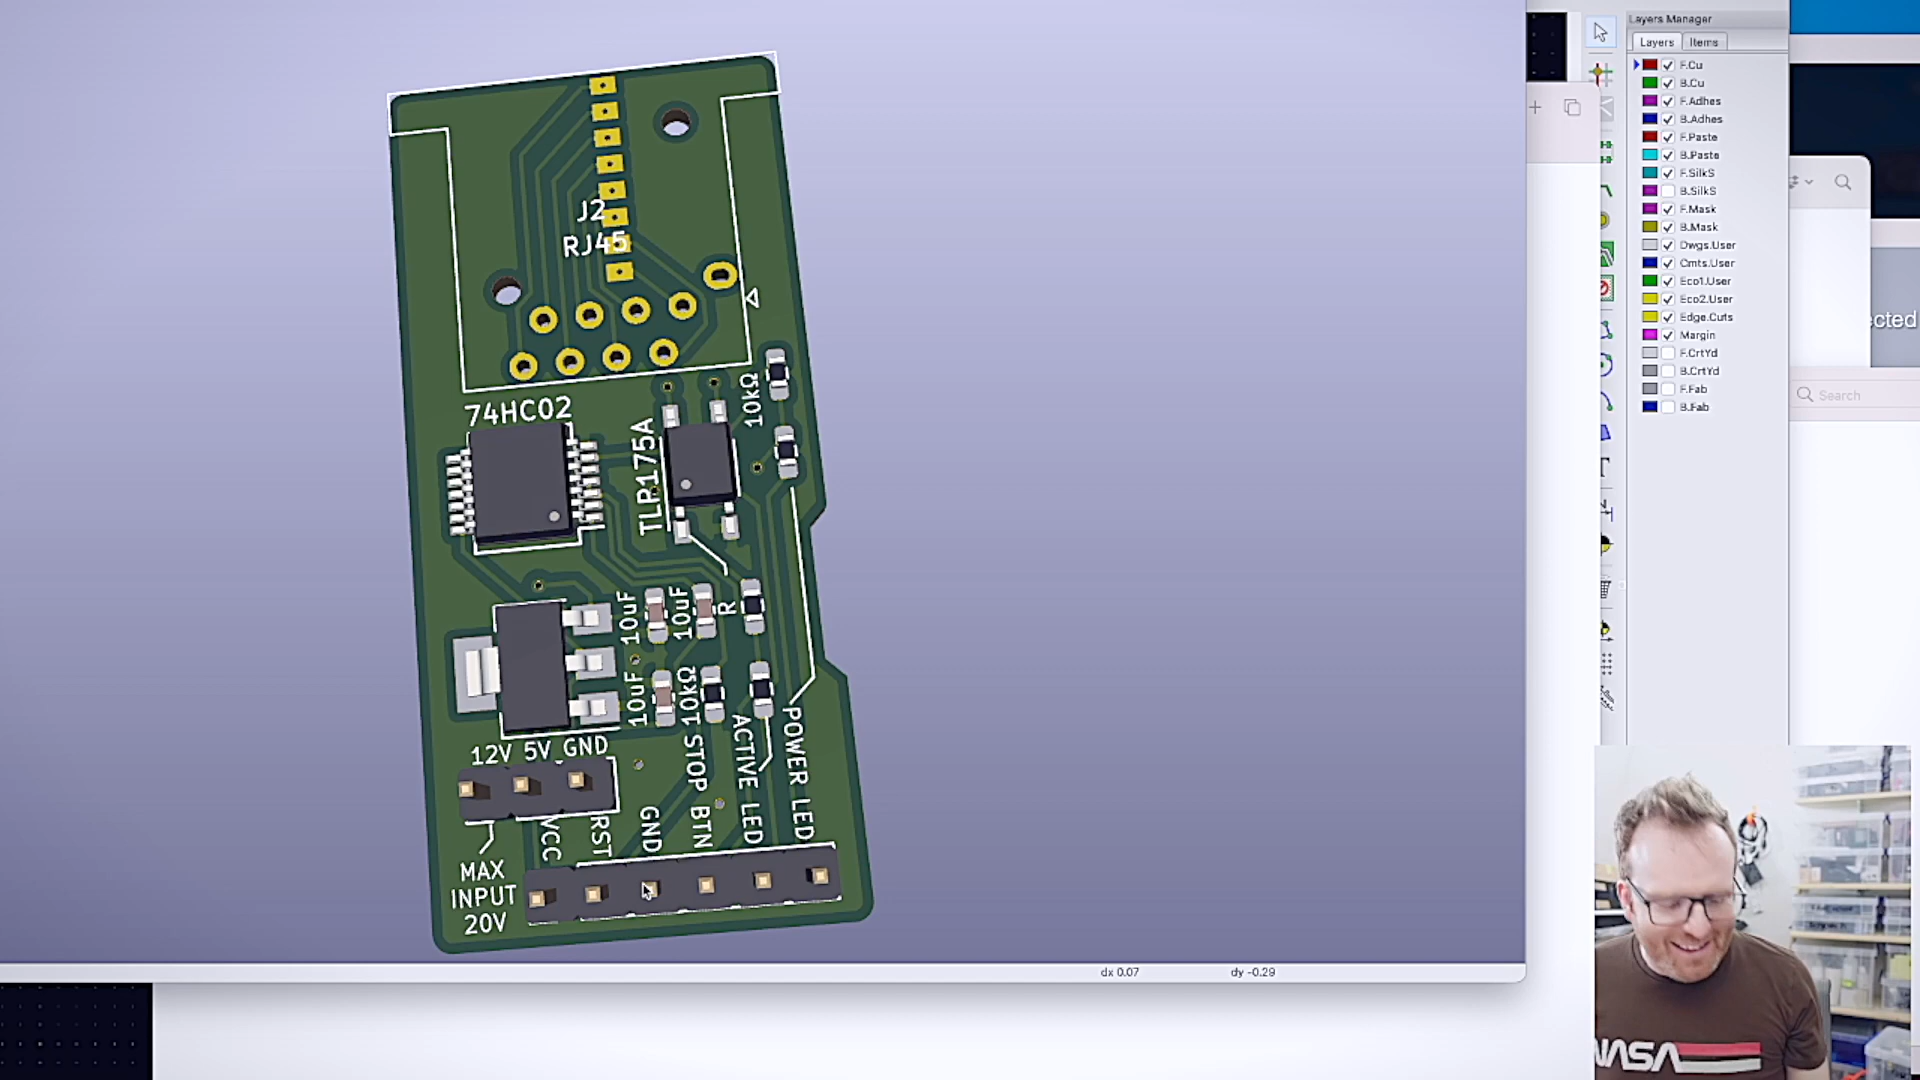 J2
RJ45
74HC02
TLP175A
10kΩ
10uF
10uF
R
10uF
10kΩ
STOP BTN
ACTIVE LED
POWER LED
12V 5V GND
VCC
RST
GND
MAX
INPUT
20V
dx 0.07
dy -0.29
Layers Manager
Layers
Items
F.Cu
B.Cu
F.Adhes
B.Adhes
F.Paste
B.Paste
F.SilkS
B.SilkS
F.Mask
B.Mask
Dwgs.User
Cmts.User
Eco1.User
Eco2.User
Edge.Cuts
Margin
F.CrtYd
B.CrtYd
F.Fab
B.Fab
ected
Search
NASA